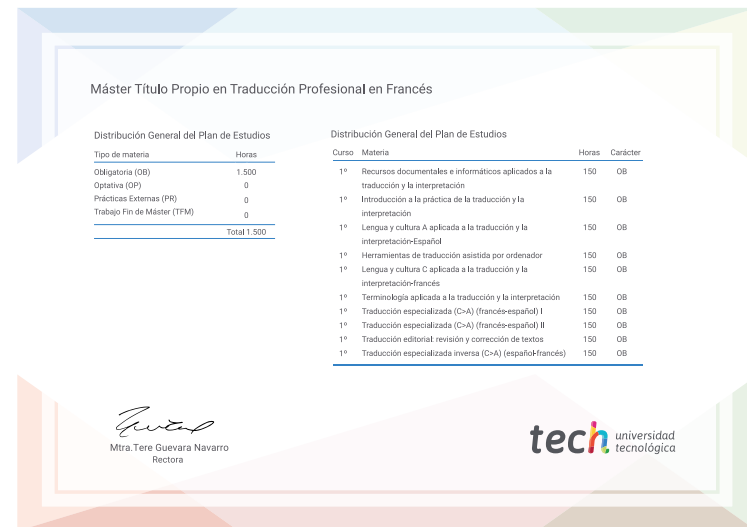 Máster Título Propio en Traducción Profesional en Francés
Distribución General del Plan de Estudios
Tipo de materia Horas
Obligatoria (OB) 1.500
Optativa (OP) 0
Prácticas Externas (PR) 0
Trabajo Fin de Máster (TFM) 0
Total 1.500
Distribución General del Plan de Estudios
Curso Materia Horas Carácter
1º Recursos documentales e informáticos aplicados a la 150 OB
traducción y la interpretación
1º Introducción a la práctica de la traducción y la 150 OB
interpretación
1º Lengua y cultura A aplicada a la traducción y la 150 OB
interpretación-Español
1º Herramientas de traducción asistida por ordenador 150 OB
1º Lengua y cultura C aplicada a la traducción y la 150 OB
interpretación-francés
1º Terminología aplicada a la traducción y la interpretación 150 OB
1º Traducción especializada (C>A) (francés-español) I 150 OB
1º Traducción especializada (C>A) (francés-español) II 150 OB
1º Traducción editorial: revisión y corrección de textos 150 OB
1º Traducción especializada inversa (C>A) (español-francés) 150 OB
Mtra.Tere Guevara Navarro
Rectora
tech universidad
tecnológica